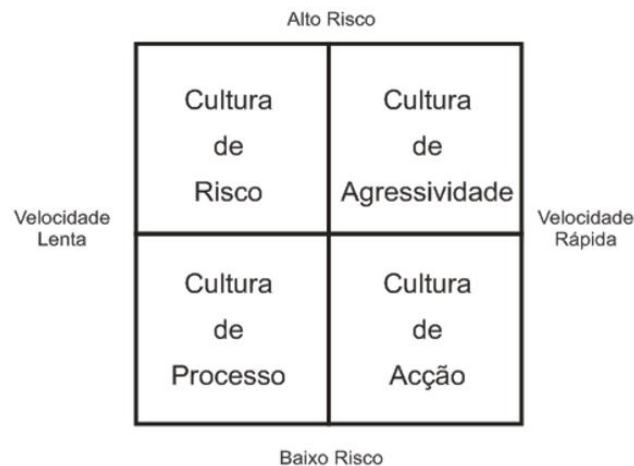 Alto Risco
Cultura
de
Risco
Cultura
de
Agressividade
Velocidade
Lenta
Velocidade
Rápida
Cultura
de
Processo
Cultura
de
Acção
Baixo Risco